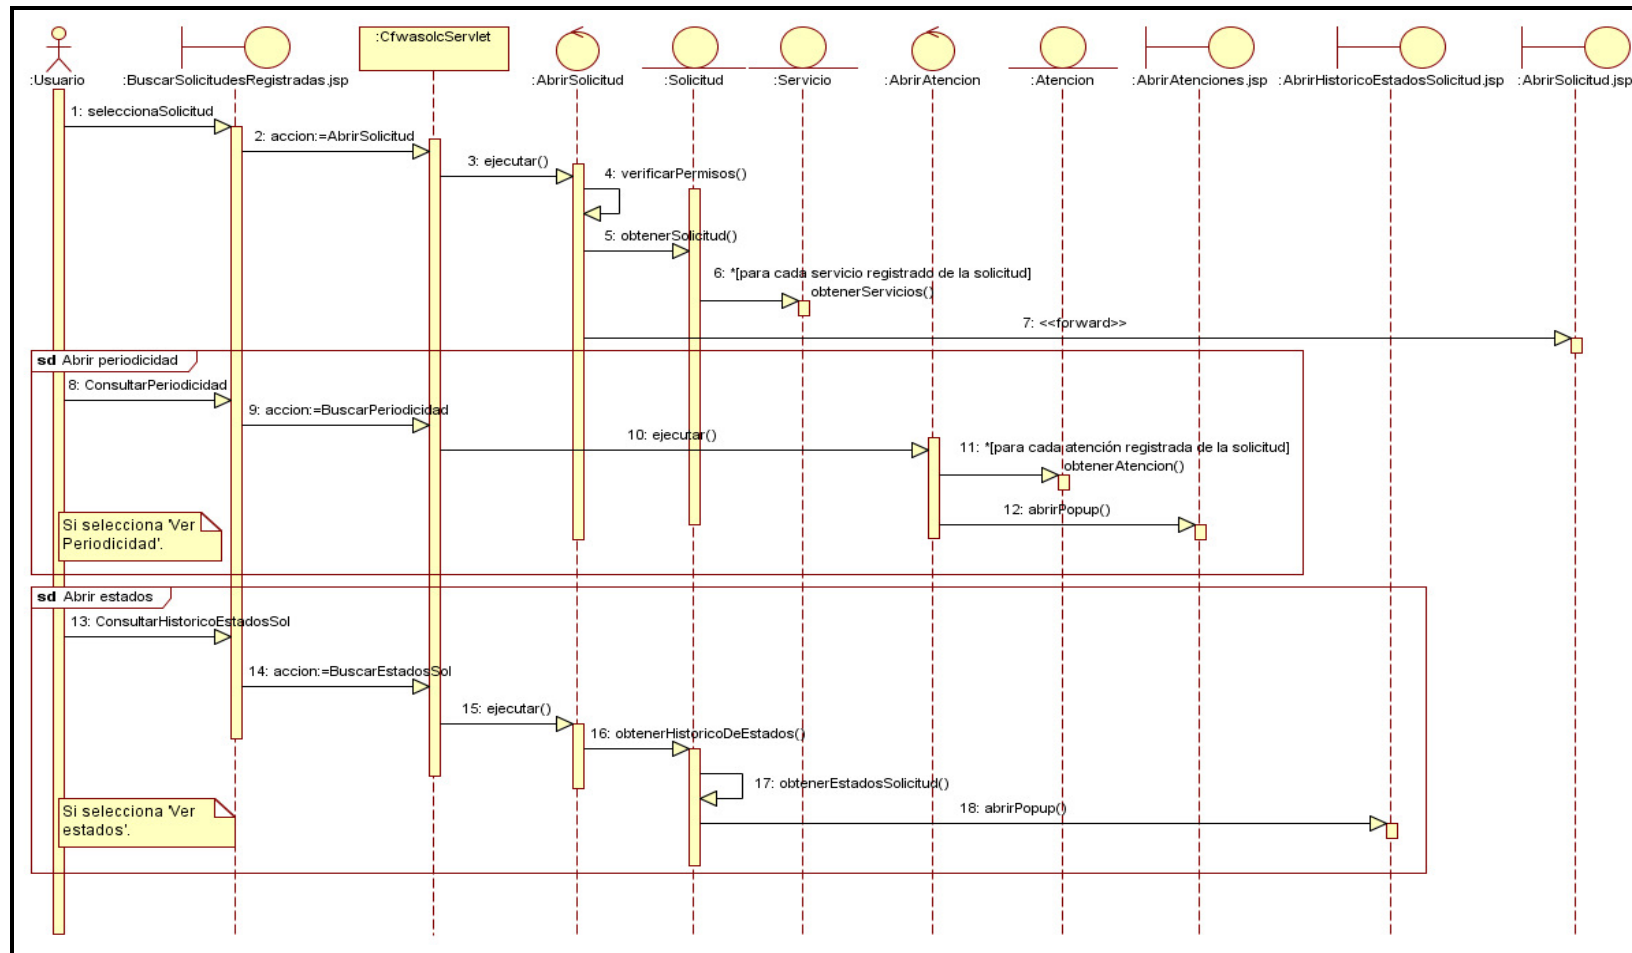 :CfwasolcServlet
:Usuario
:BuscarSolicitudesRegistradas.jsp
:AbrirSolicitud
:Solicitud
:Servicio
:AbrirAtencion
:Atencion
:AbrirAtenciones.jsp
:AbrirHistoricoEstadosSolicitud.jsp
:AbrirSolicitud.jsp
1: seleccionaSolicitud
2: accion:=AbrirSolicitud
3: ejecutar()
4: verificarPermisos()
5: obtenerSolicitud()
6: *[para cada servicio registrado de la solicitud]
obtenerServicios()
7: <<forward>>
sd Abrir periodicidad
8: ConsultarPeriodicidad
9: accion:=BuscarPeriodicidad
10: ejecutar()
11: *[para cada atención registrada de la solicitud]
obtenerAtencion()
12: abrirPopup()
Si selecciona 'Ver
Periodicidad'.
sd Abrir estados
13: ConsultarHistoricoEstadosSol
14: accion:=BuscarEstadosSol
15: ejecutar()
16: obtenerHistoricoDeEstados()
17: obtenerEstadosSolicitud()
18: abrirPopup()
Si selecciona 'Ver
estados'.